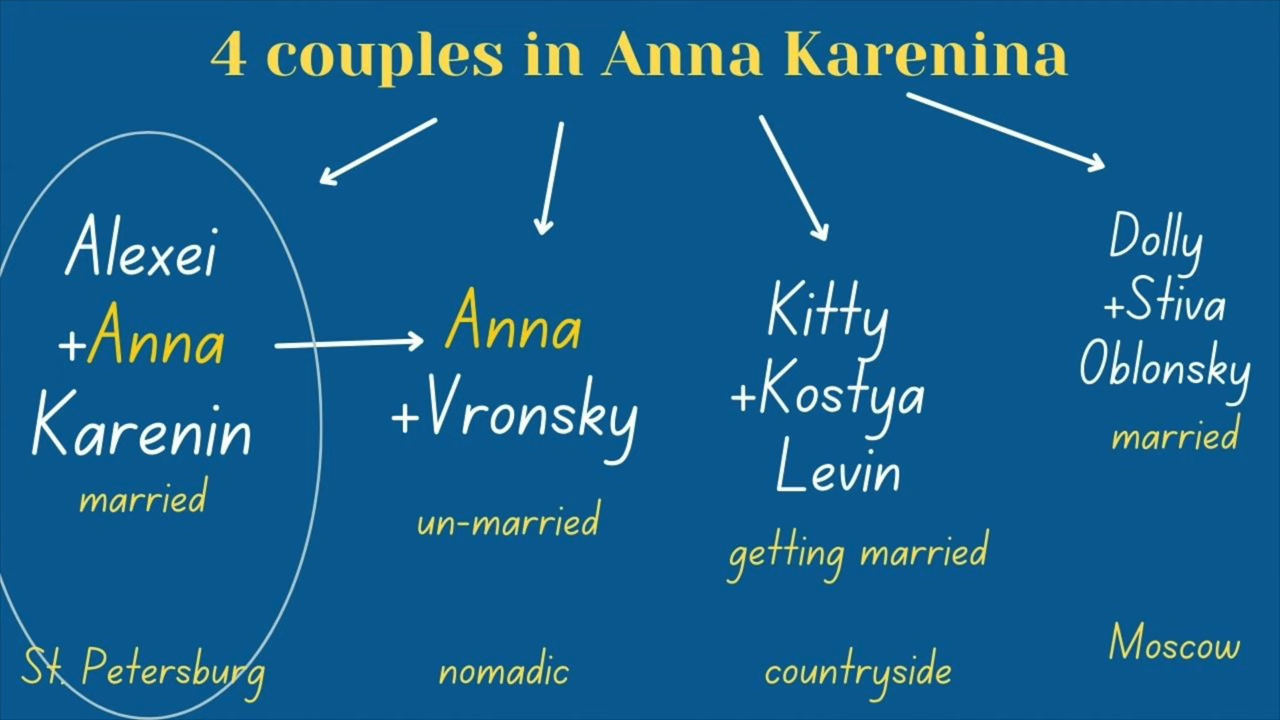 4 couples in Anna Karenina
Alexei
+Anna
Karenin
married
St. Petersburg
Anna
+Vronsky
un-married
nomadic
Kitty
+Kostya
Levin
getting married
countryside
Dolly
+Stiva
Oblonsky
married
Moscow